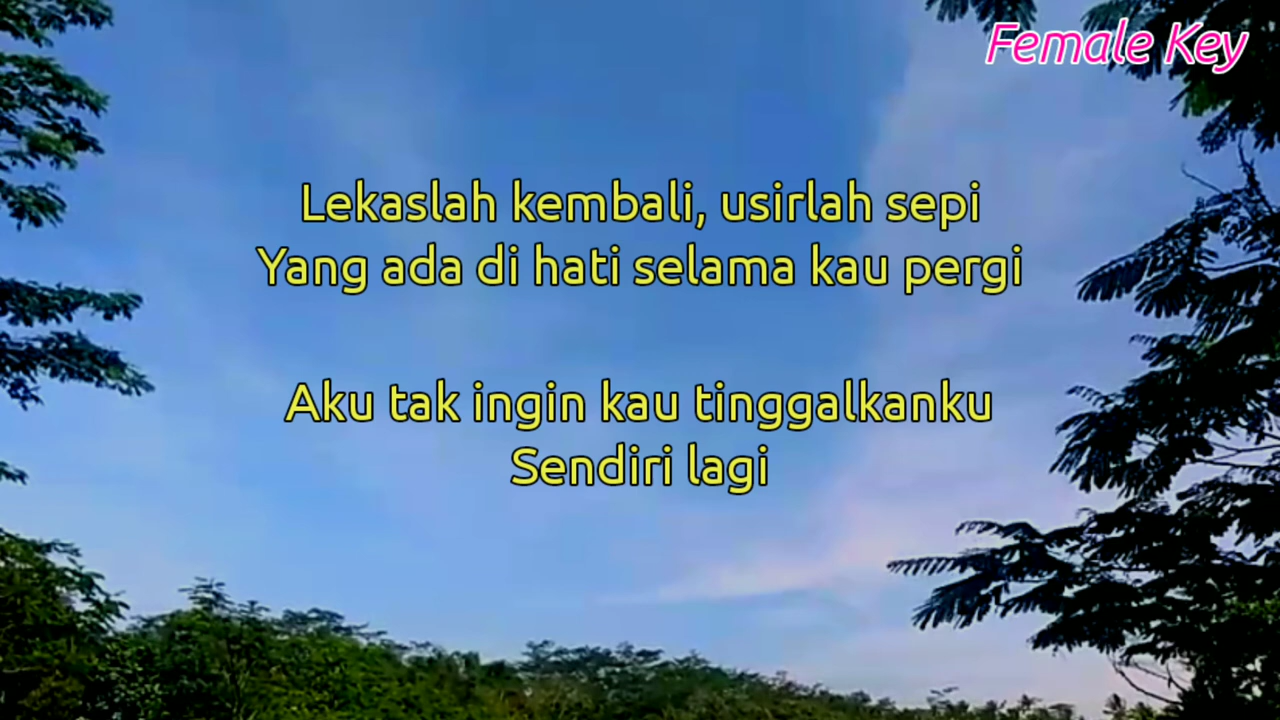 Female Key
Lekaslah kembali, usirlah sepi
Yang ada di hati selama kau pergi
Aku tak ingin kau tinggalkanku
Sendiri lagi